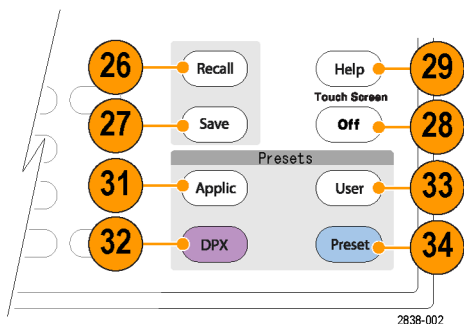 26 Recall Help 29
Touch Screen
27 Save Off 28
Presets
31 Applic User 33
32 DPX Preset 34
2838-002